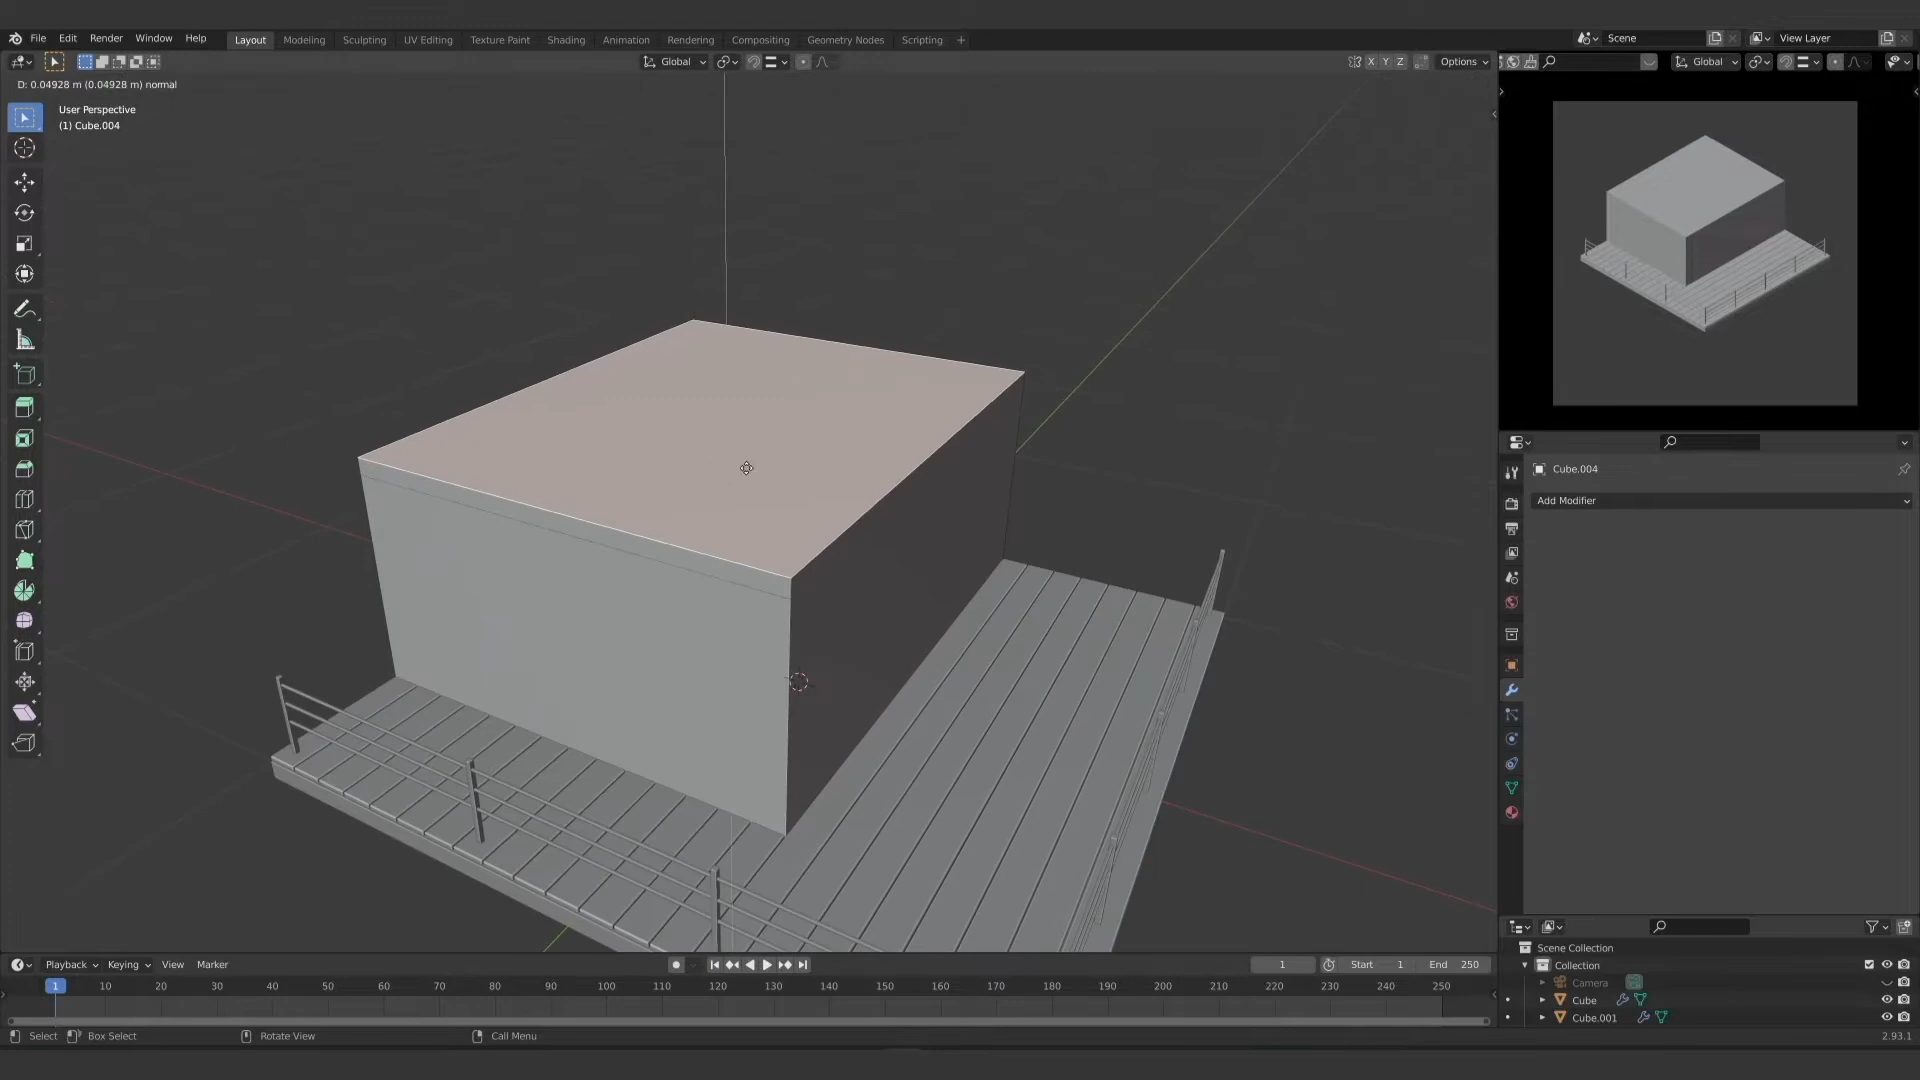 File Edit Render Window Help Layout Modeling Sculpting UV Editing Texture Paint Shading Animation Rendering Compositing Geometry Nodes Scripting + Scene View Layer
Global X Y Z Options Global
D: 0.04928 m (0.04928 m) normal
User Perspective
(1) Cube.004
Cube.004
Add Modifier
Scene Collection
Collection
Camera
Cube
Cube.001
Playback Keying View Marker 1 Start 1 End 250
1 10 20 30 40 50 60 70 80 90 100 110 120 130 140 150 160 170 180 190 200 210 220 230 240 250
Select Box Select Rotate View Call Menu 2.93.1